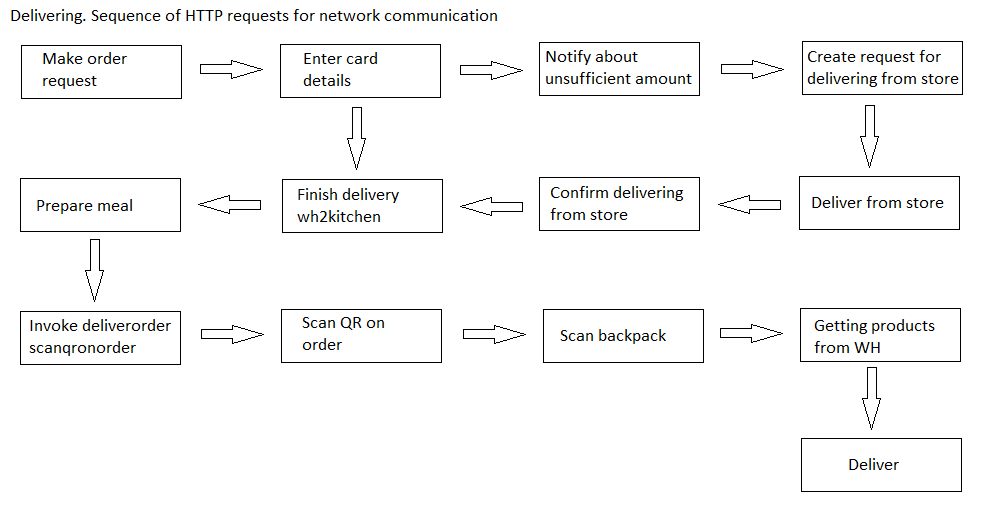 Delivering. Sequence of HTTP requests for network communication
Make order
request
Enter card
details
Notify about
unsufficient amount
Create request for
delivering from store
Prepare meal
Finish delivery
wh2kitchen
Confirm delivering
from store
Deliver from store
Invoke deliverorder
scanqronorder
Scan QR on
order
Scan backpack
Getting products
from WH
Deliver